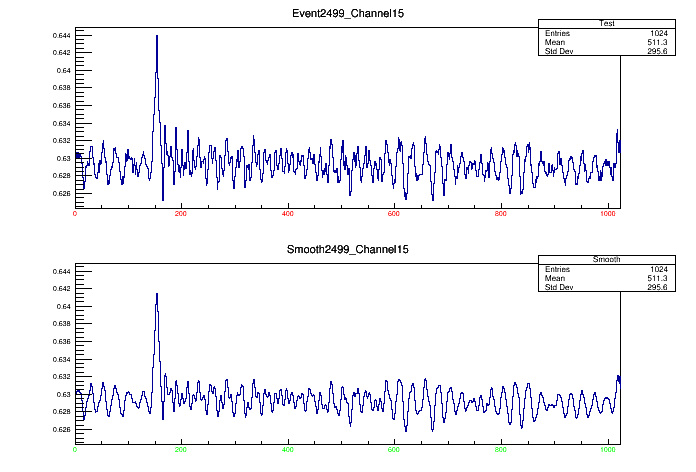 Event2499_Channel15
Test
Entries 1024
Mean 511.3
Std Dev 295.6
0.644
0.642
0.64
0.638
0.636
0.634
0.632
0.63
0.628
0.626
0 200 400 600 800 1000
Smooth2499_Channel15
Smooth
Entries 1024
Mean 511.3
Std Dev 295.6
0.644
0.642
0.64
0.638
0.636
0.634
0.632
0.63
0.628
0.626
0 200 400 600 800 1000